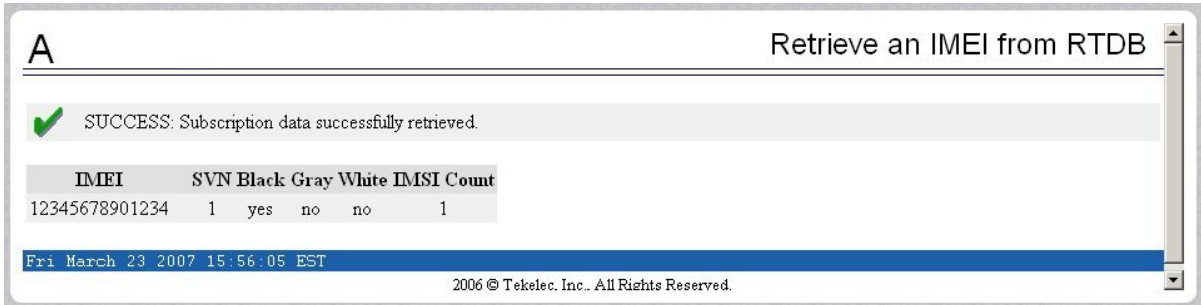 A
Retrieve an IMEI from RTDB
SUCCESS: Subscription data successfully retrieved.
IMEI SVN Black Gray White IMSI Count
12345678901234 1 yes no no 1
Fri March 23 2007 15:56:05 EST
2006 © Tekelec, Inc., All Rights Reserved.